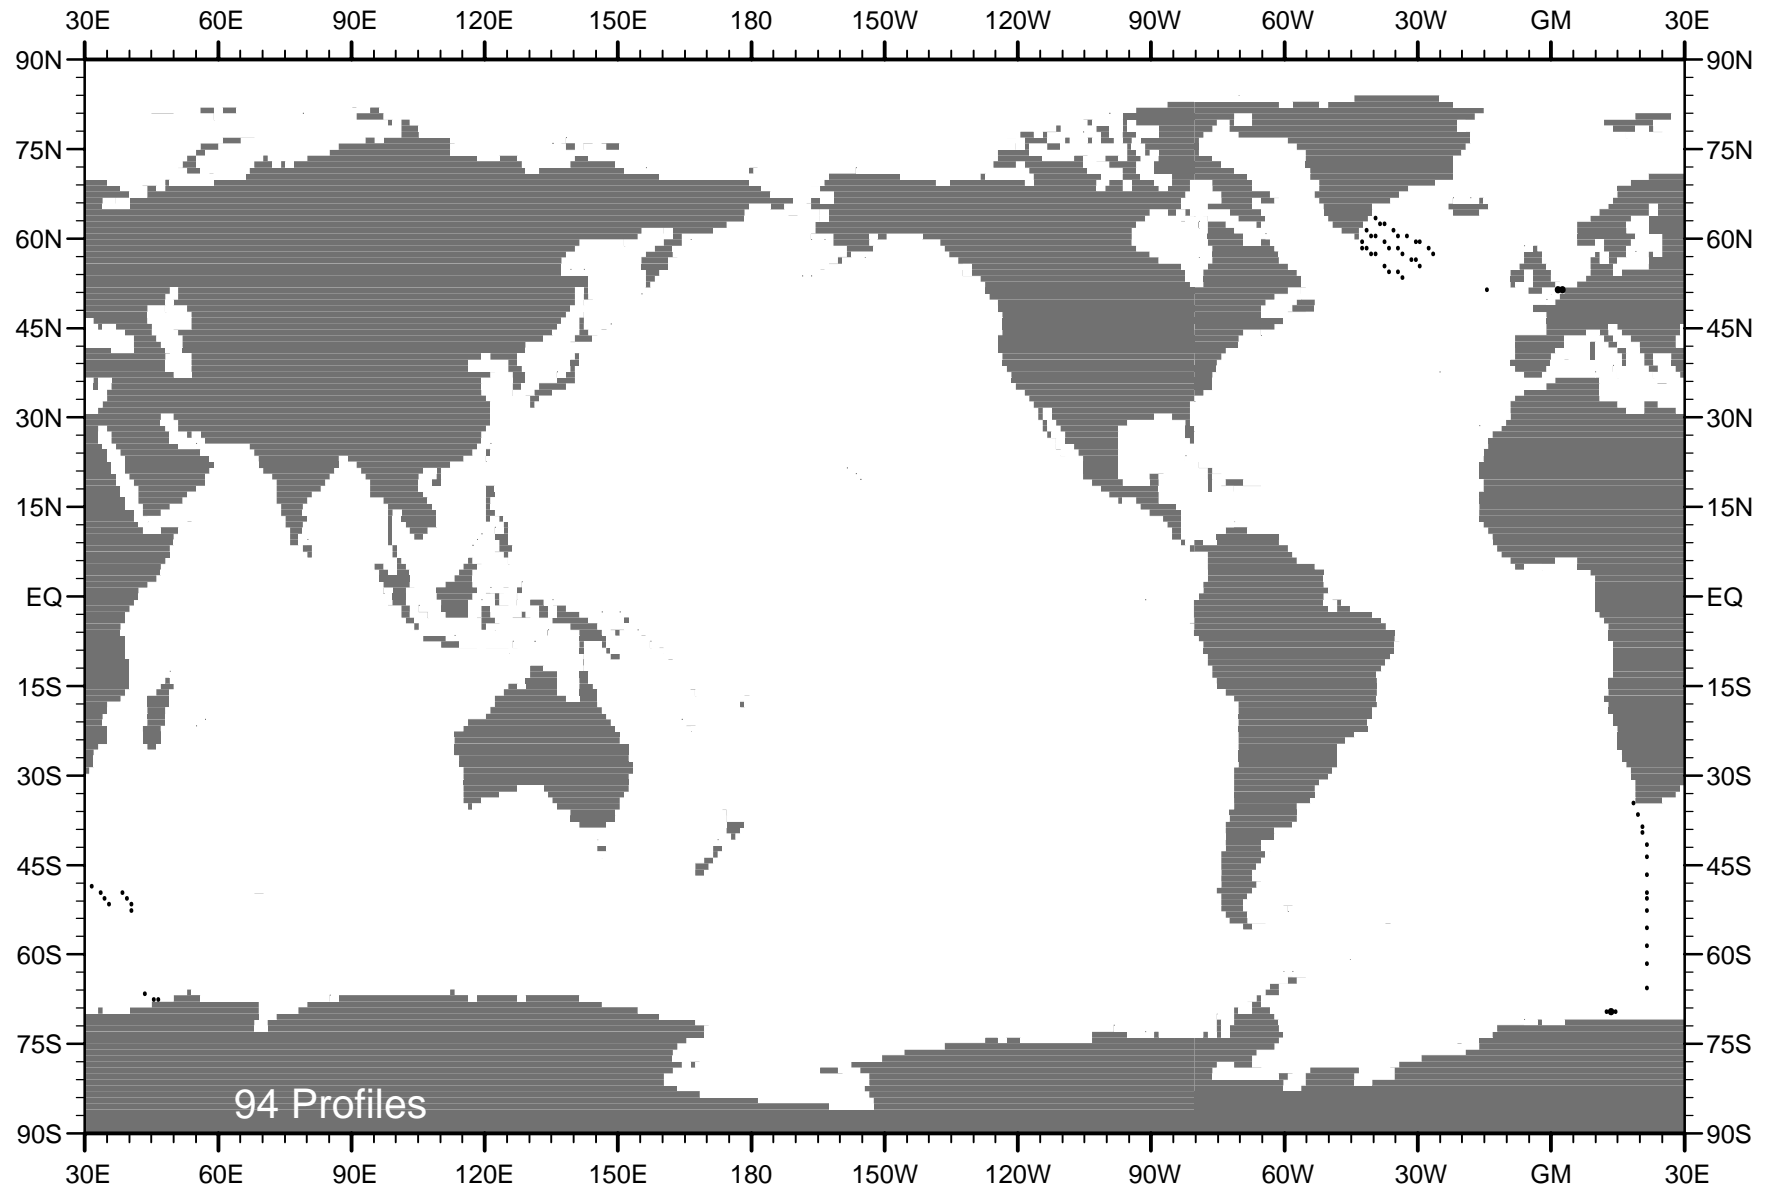 30E 60E 90E 120E 150E 180 150W 120W 90W 60W 30W GM 30E
90N 90N
75N 75N
60N 60N
45N 45N
30N 30N
15N 15N
EQ EQ
15S 15S
30S 30S
45S 45S
60S 60S
75S 75S
94 Profiles
90S 90S
30E 60E 90E 120E 150E 180 150W 120W 90W 60W 30W GM 30E